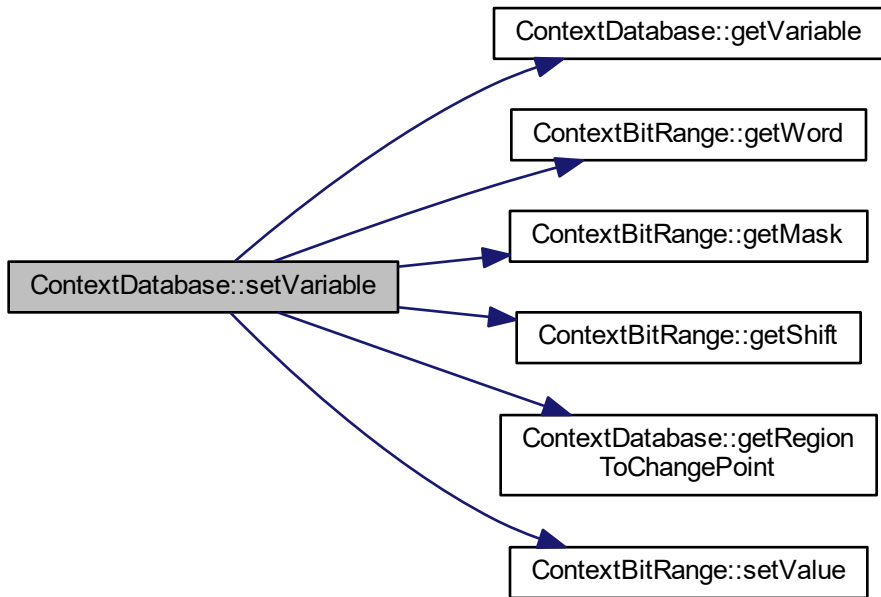 ContextDatabase::getVariable
ContextBitRange::getWord
ContextBitRange::getMask
ContextDatabase::setVariable
ContextBitRange::getShift
ContextDatabase::getRegion
ToChangePoint
ContextBitRange::setValue